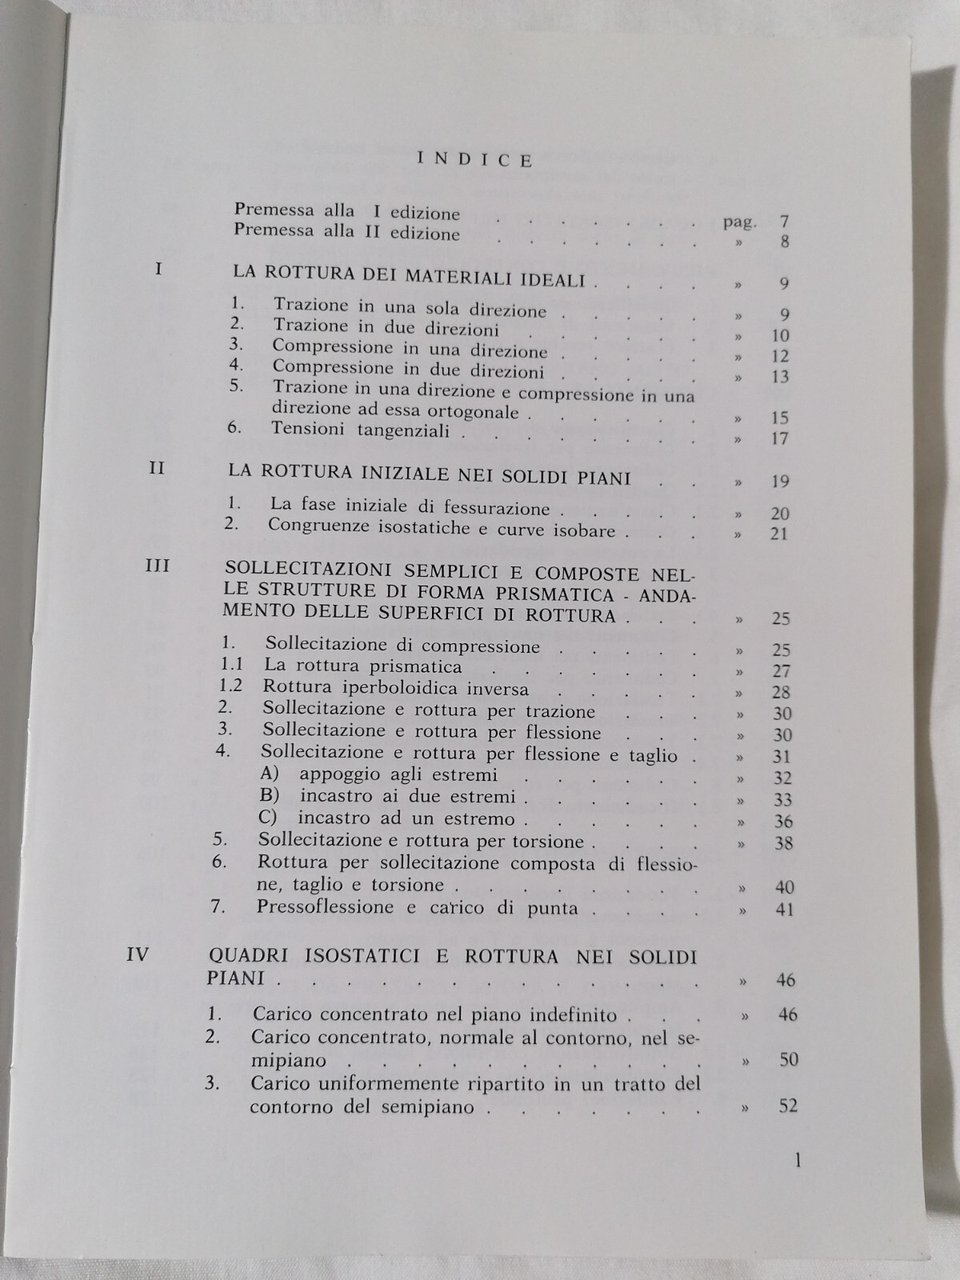 INDICE
Premessa alla I edizione . . . . . . . pag. 7
Premessa alla II edizione . . . . . . . » 8
I LA ROTTURA DEI MATERIALI IDEALI . . . . » 9
1. Trazione in una sola direzione . . . . . » 9
2. Trazione in due direzioni . . . . . . » 10
3. Compressione in una direzione . . . . . » 12
4. Compressione in due direzioni . . . . . » 13
5. Trazione in una direzione e compressione in una
direzione ad essa ortogonale . . . . . . » 15
6. Tensioni tangenziali . . . . . . . . » 17
II LA ROTTURA INIZIALE NEI SOLIDI PIANI . . » 19
1. La fase iniziale di fessurazione . . . . . » 20
2. Congruenze isostatiche e curve isobare . . . » 21
III SOLLECITAZIONI SEMPLICI E COMPOSTE NEL-
LE STRUTTURE DI FORMA PRISMATICA - ANDA-
MENTO DELLE SUPERFICI DI ROTTURA . . . » 25
1. Sollecitazione di compressione . . . . . » 25
1.1 La rottura prismatica . . . . . . . » 27
1.2 Rottura iperboloidica inversa . . . . . » 28
2. Sollecitazione e rottura per trazione . . . » 30
3. Sollecitazione e rottura per flessione . . . » 30
4. Sollecitazione e rottura per flessione e taglio . » 31
A) appoggio agli estremi . . . . . . » 32
B) incastro ai due estremi . . . . . . » 33
C) incastro ad un estremo . . . . . . » 36
5. Sollecitazione e rottura per torsione . . . . » 38
6. Rottura per sollecitazione composta di flessio-
ne, taglio e torsione . . . . . . . . » 40
7. Pressoflessione e carico di punta . . . . » 41
IV QUADRI ISOSTATICI E ROTTURA NEI SOLIDI
PIANI . . . . . . . . . . . . . » 46
1. Carico concentrato nel piano indefinito . . . » 46
2. Carico concentrato, normale al contorno, nel se-
mipiano . . . . . . . . . . . » 50
3. Carico uniformemente ripartito in un tratto del
contorno del semipiano . . . . . . . » 52
1